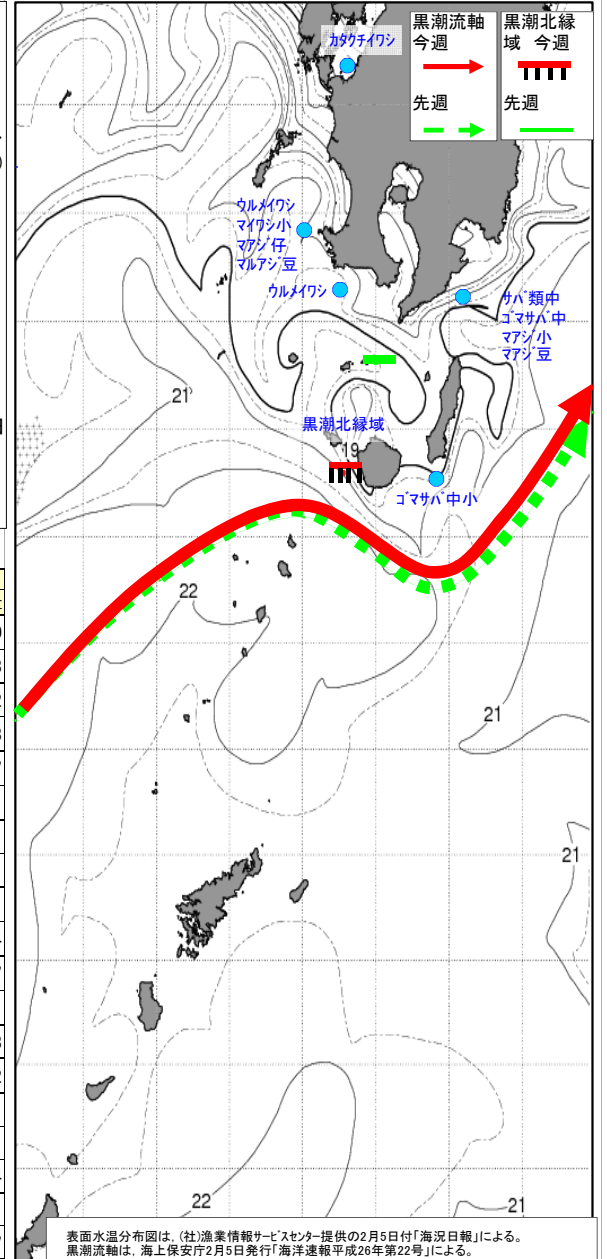 カタクチイワシ
黒潮流軸
今週
先週
黒潮北縁
域 今週
先週
ウルメイワシ
マイワシ小
マアジ仔
マルアジ豆
ウルメイワシ
サバ類中
ゴマサバ中
マアジ小
マアジ豆
21
黒潮北縁域
19
ゴマサバ中小
22
21
21
22
21
表面水温分布図は, (社)漁業情報サービスセンター提供の2月5日付「海況日報」による。
黒潮流軸は, 海上保安庁2月5日発行「海洋速報平成26年第22号」による。